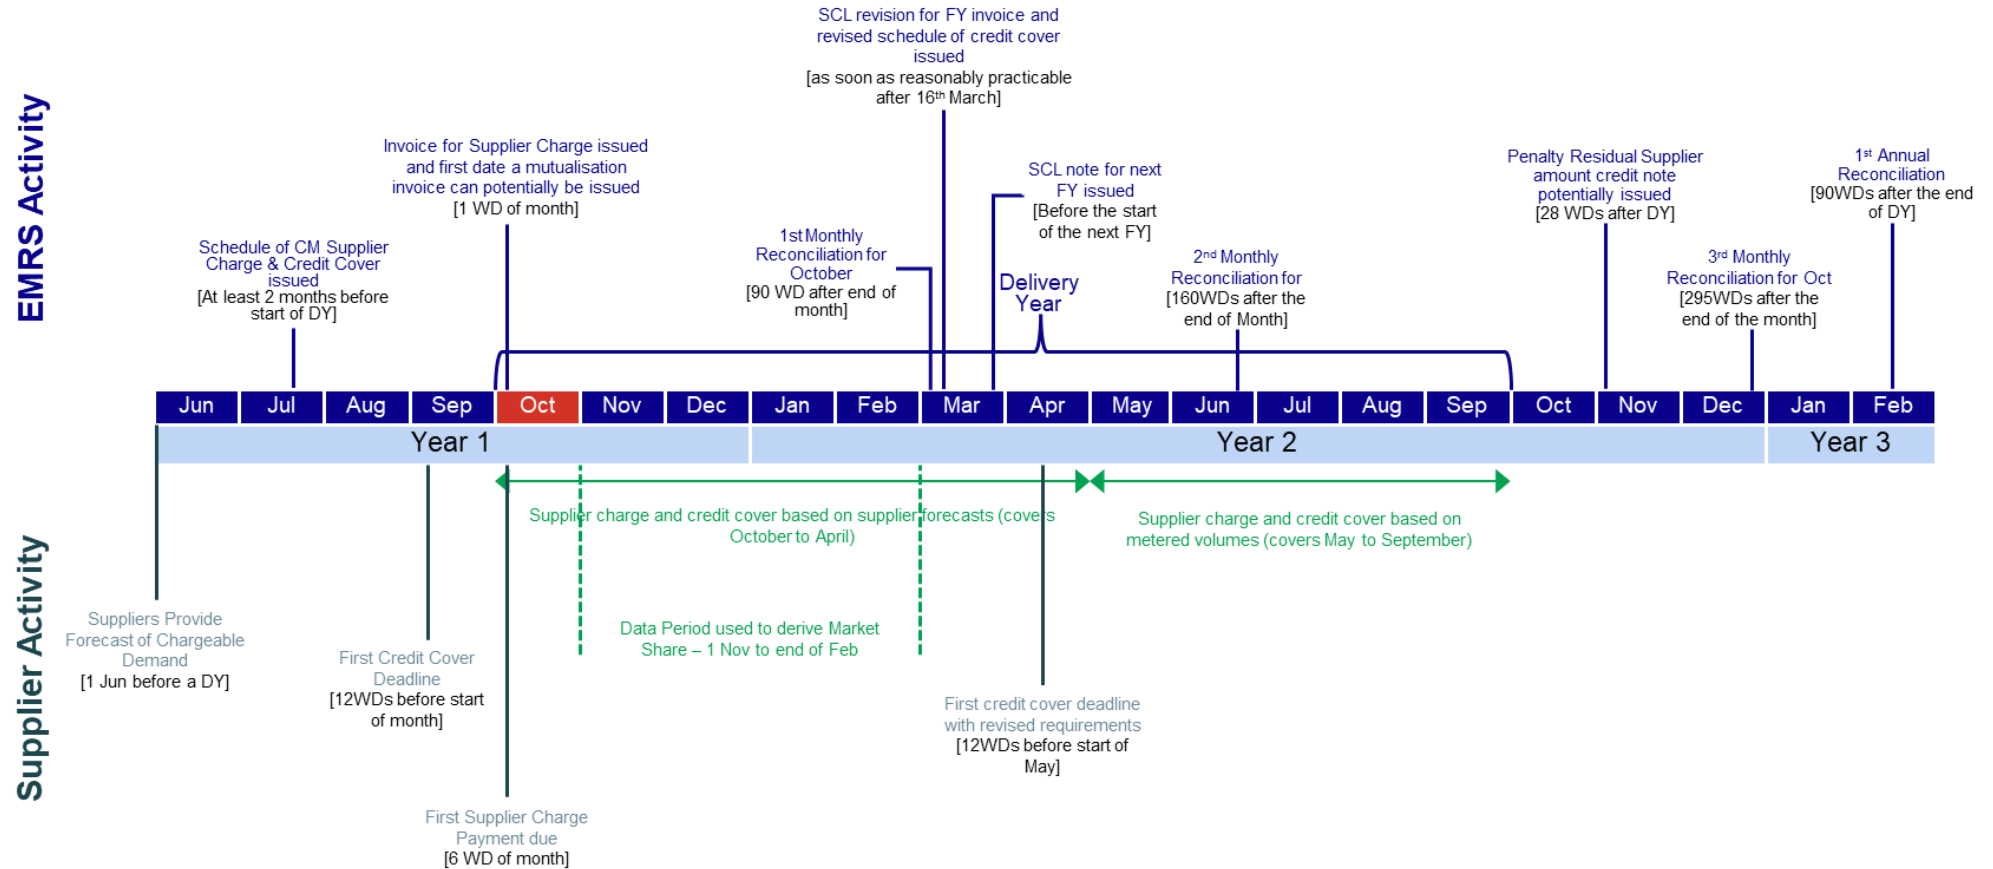 EMRS Activity
SCL revision for FY invoice and
revised schedule of credit cover
issued
[as soon as reasonably practicable
after 16th March]
Invoice for Supplier Charge issued
and first date a mutualisation
invoice can potentially be issued
[1 WD of month]
Schedule of CM Supplier
Charge & Credit Cover
issued
[At least 2 months before
start of DY]
1st Monthly
Reconciliation for
October
[90 WD after end of
month]
SCL note for next
FY issued
[Before the start
of the next FY]
Delivery
Year
2nd Monthly
Reconciliation for
[160WDs after the
end of Month]
Penalty Residual Supplier
amount credit note
potentially issued
[28 WDs after DY]
3rd Monthly
Reconciliation for Oct
[295WDs after the
end of the month]
1st Annual
Reconciliation
[90WDs after the end
of DY]
Jun Jul Aug Sep Oct Nov Dec Jan Feb Mar Apr May Jun Jul Aug Sep Oct Nov Dec Jan Feb
Year 1 Year 2 Year 3
Supplier Activity
Supplier charge and credit cover based on supplier forecasts (covers
October to April)
Supplier charge and credit cover based on
metered volumes (covers May to September)
Data Period used to derive Market
Share – 1 Nov to end of Feb
Suppliers Provide
Forecast of Chargeable
Demand
[1 Jun before a DY]
First Credit Cover
Deadline
[12WDs before start
of month]
First credit cover deadline
with revised requirements
[12WDs before start of
May]
First Supplier Charge
Payment due
[6 WD of month]